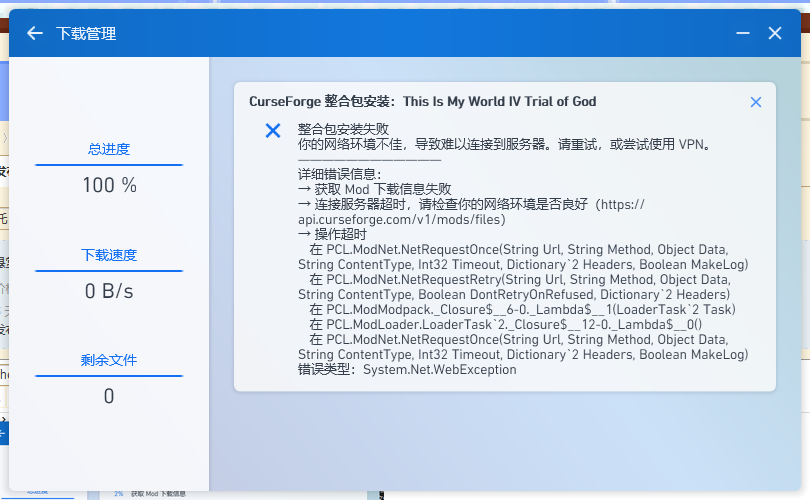 下载管理
总进度
100 %
下载速度
0 B/s
剩余文件
0
CurseForge 整合包安装：This Is My World IV Trial of God
整合包安装失败
你的网络环境不佳，导致难以连接到服务器。请重试，或尝试使用 VPN。
————————————
详细错误信息：
→ 获取 Mod 下载信息失败
→ 连接服务器超时，请检查你的网络环境是否良好（https://
api.curseforge.com/v1/mods/files）
→ 操作超时
在 PCL.ModNet.NetRequestOnce(String Url, String Method, Object Data,
String ContentType, Int32 Timeout, Dictionary`2 Headers, Boolean MakeLog)
在 PCL.ModNet.NetRequestRetry(String Url, String Method, Object Data,
String ContentType, Boolean DontRetryOnRefused, Dictionary`2 Headers)
在 PCL.ModModpack._Closure$__6-0._Lambda$__1(LoaderTask`2 Task)
在 PCL.ModLoader.LoaderTask`2._Closure$__12-0._Lambda$__0()
在 PCL.ModNet.NetRequestOnce(String Url, String Method, Object Data,
String ContentType, Int32 Timeout, Dictionary`2 Headers, Boolean MakeLog)
错误类型：System.Net.WebException
2% 获取 Mod 下载信息